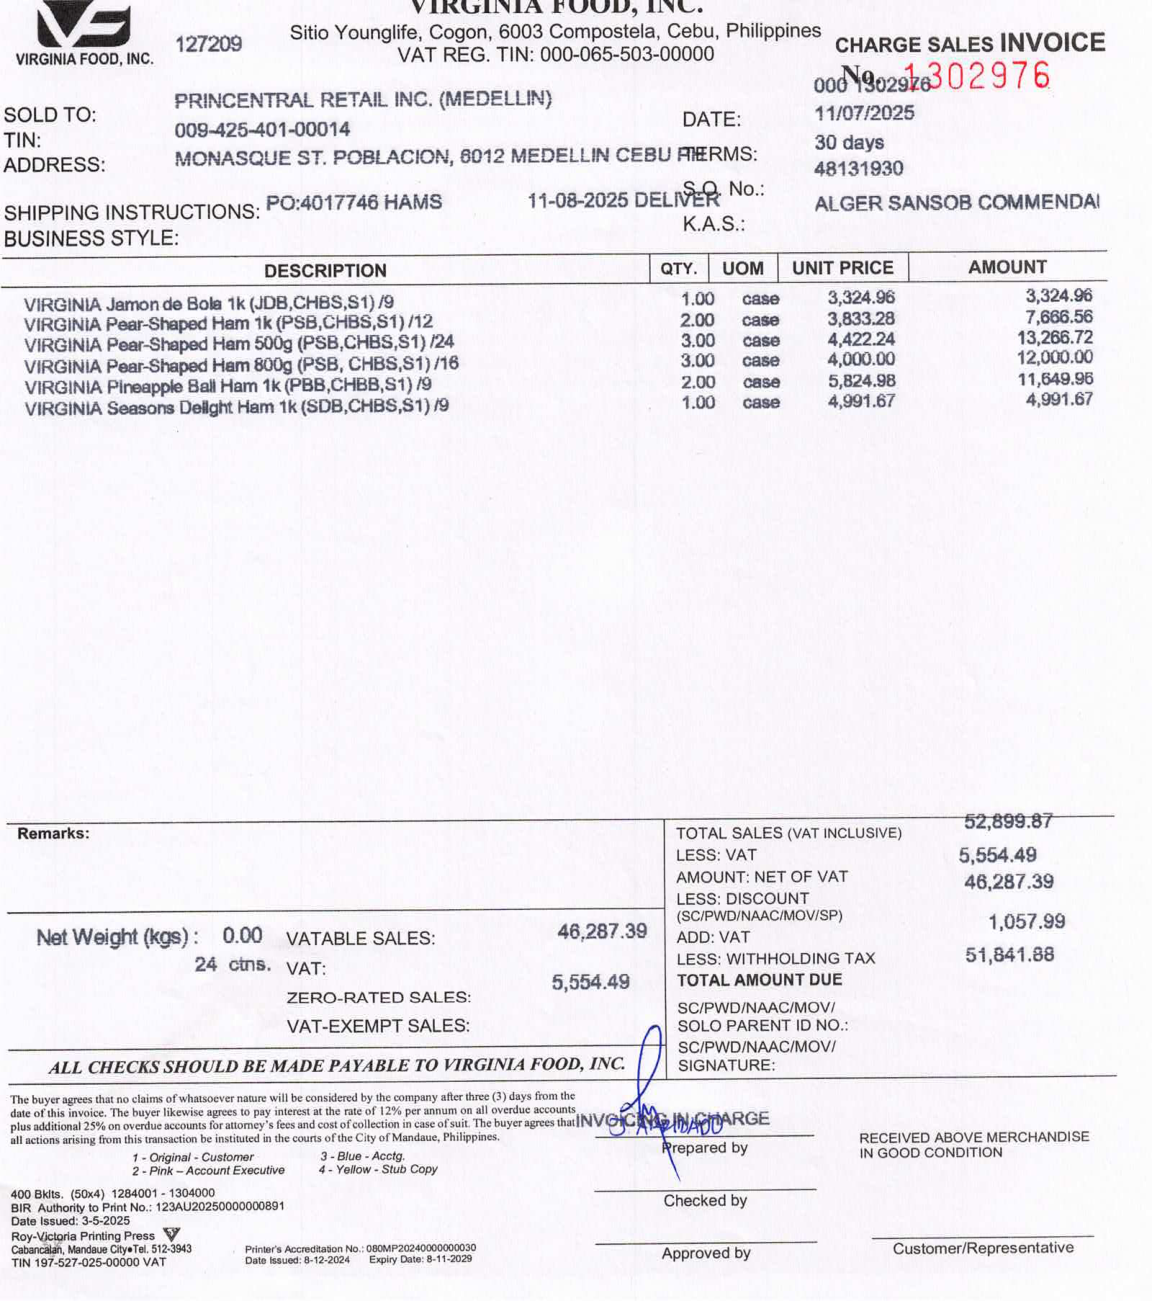 VIRGINIA FOOD, INC.
VIRGINIA FOOD, INC.
127209
Sitio Younglife, Cogon, 6003 Compostela, Cebu, Philippines
VAT REG. TIN: 000-065-503-00000
CHARGE SALES INVOICE
No. 1302976
000 1302976
SOLD TO: PRINCENTRAL RETAIL INC. (MEDELLIN)
TIN: 009-425-401-00014
ADDRESS: MONASQUE ST. POBLACION, 6012 MEDELLIN CEBU
DATE: 11/07/2025
TERMS: 30 days
S.O. No.: 48131930
K.A.S.: ALGER SANSOB COMMENDA
SHIPPING INSTRUCTIONS: PO:4017746 HAMS 11-08-2025 DELIVER
BUSINESS STYLE:
DESCRIPTION QTY. UOM UNIT PRICE AMOUNT
VIRGINIA Jamon de Bola 1k (JDB,CHBS,S1) /9 1.00 case 3,324.96 3,324.96
VIRGINIA Pear-Shaped Ham 1k (PSB,CHBS,S1) /12 2.00 case 3,833.28 7,666.56
VIRGINIA Pear-Shaped Ham 500g (PSB,CHBS,S1) /24 3.00 case 4,422.24 13,266.72
VIRGINIA Pear-Shaped Ham 800g (PSB, CHBS,S1) /16 3.00 case 4,000.00 12,000.00
VIRGINIA Pineapple Ball Ham 1k (PBB,CHBB,S1) /9 2.00 case 5,824.98 11,649.96
VIRGINIA Seasons Delight Ham 1k (SDB,CHBS,S1) /9 1.00 case 4,991.67 4,991.67
Remarks:
TOTAL SALES (VAT INCLUSIVE) 52,899.87
LESS: VAT 5,554.49
AMOUNT: NET OF VAT 46,287.39
LESS: DISCOUNT
(SC/PWD/NAAC/MOV/SP) 1,057.99
ADD: VAT
LESS: WITHHOLDING TAX 51,841.88
TOTAL AMOUNT DUE
SC/PWD/NAAC/MOV/
SOLO PARENT ID NO.:
SC/PWD/NAAC/MOV/
SIGNATURE:
Net Weight (kgs) : 0.00
24 ctns.
VATABLE SALES: 46,287.39
VAT: 5,554.49
ZERO-RATED SALES:
VAT-EXEMPT SALES:
ALL CHECKS SHOULD BE MADE PAYABLE TO VIRGINIA FOOD, INC.
The buyer agrees that no claims of whatsoever nature will be considered by the company after three (3) days from the
date of this invoice. The buyer likewise agrees to pay interest at the rate of 12% per annum on all overdue accounts
plus additional 25% on overdue accounts for attorney's fees and cost of collection in case of suit. The buyer agrees that
all actions arising from this transaction be instituted in the courts of the City of Mandaue, Philippines.
1 - Original - Customer 3 - Blue - Acctg.
2 - Pink – Account Executive 4 - Yellow - Stub Copy
400 Bklts. (50x4) 1284001 - 1304000
BIR Authority to Print No.: 123AU20250000000891
Date Issued: 3-5-2025
Roy-Victoria Printing Press
Cabancalan, Mandaue City•Tel. 512-3943
TIN 197-527-025-00000 VAT
Printer's Accreditation No.: 080MP20240000000030
Date Issued: 8-12-2024 Expiry Date: 8-11-2029
INVOICING IN CHARGE
Prepared by
Checked by
Approved by
RECEIVED ABOVE MERCHANDISE
IN GOOD CONDITION
Customer/Representative